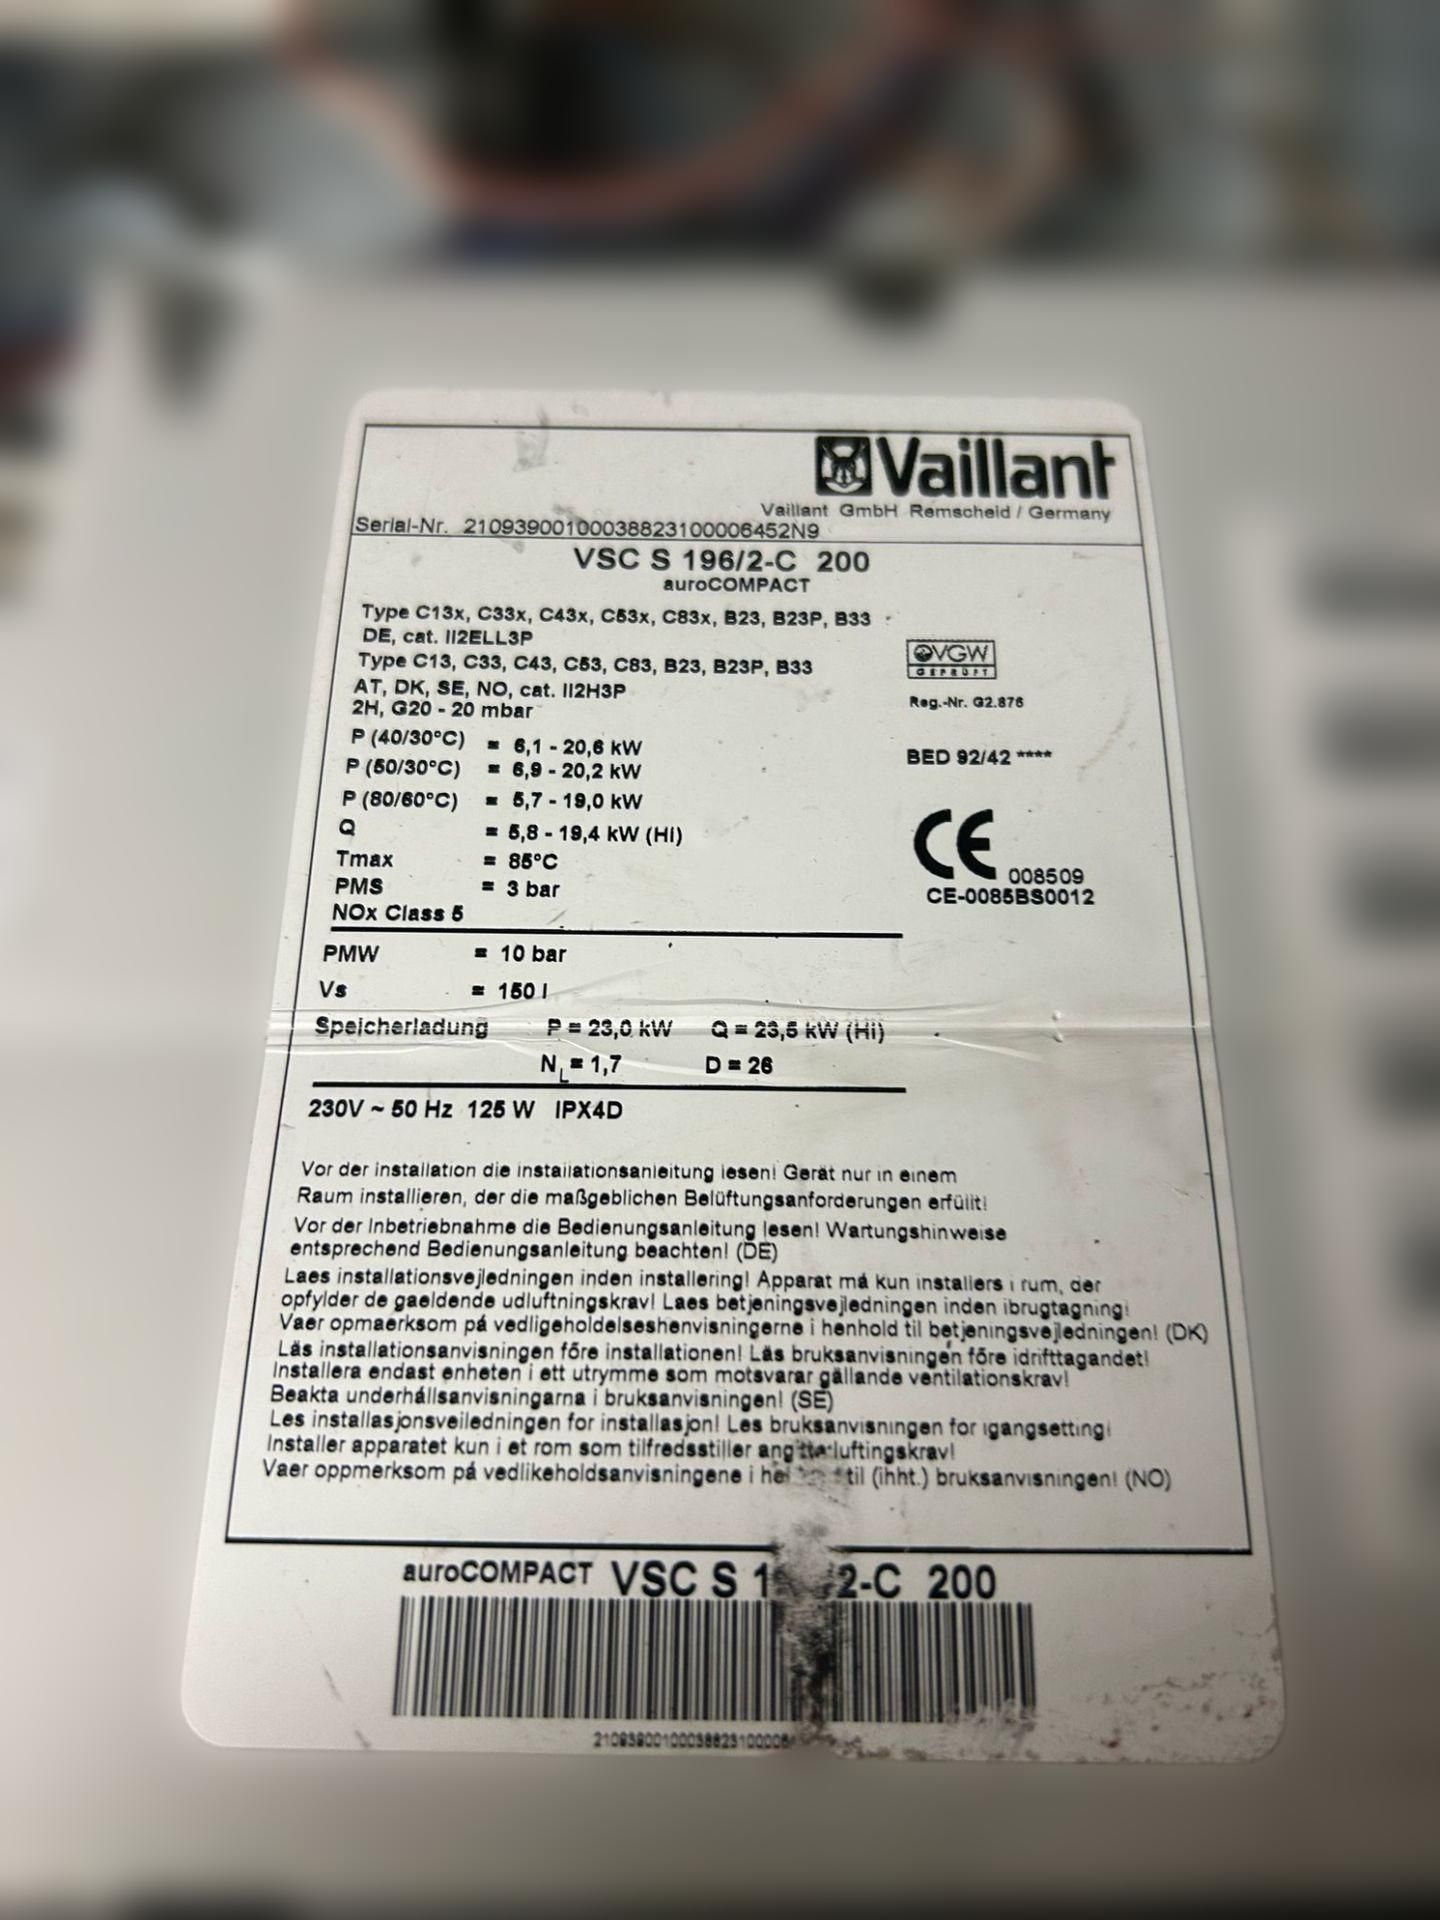 Vaillant
Vaillant GmbH Remscheid / Germany
Serial-Nr. 21093900100038823100006452N9
VSC S 196/2-C 200
auroCOMPACT
Type C13x, C33x, C43x, C53x, C83x, B23, B23P, B33
DE, cat. II2ELL3P
Type C13, C33, C43, C53, C83, B23, B23P, B33
DVGW
GEPRÜFT
AT, DK, SE, NO, cat. II2H3P
2H, G20 - 20 mbar
Reg.-Nr. G2.876
P (40/30°C) = 6,1 - 20,6 kW
P (50/30°C) = 6,9 - 20,2 kW
BED 92/42 ****
P (80/60°C) = 5,7 - 19,0 kW
Q = 5,8 - 19,4 kW (Hi)
Tmax = 85°C
CE 008509
PMS = 3 bar
CE-0085BS0012
NOx Class 5
PMW = 10 bar
Vs = 150 l
Speicherladung P = 23,0 kW Q = 23,5 kW (Hi)
NL = 1,7 D = 26
230V ~ 50 Hz 125 W IPX4D
Vor der Installation die Installationsanleitung lesen! Gerät nur in einem
Raum installieren, der die maßgeblichen Belüftungsanforderungen erfüllt!
Vor der Inbetriebnahme die Bedienungsanleitung lesen! Wartungshinweise
entsprechend Bedienungsanleitung beachten! (DE)
Laes installationsvejledningen inden installering! Apparat má kun installers i rum, der
opfylder de gaeldende udluftningskrav! Laes betjeningsvejledningen inden ibrugtagning!
Vaer opmaerksom pá vedligeholdelseshenvisningerne i henhold til betjeningsvejledningen! (DK)
Läs installationsanvisningen före installationen! Läs bruksanvisningen före idrifttagandet!
Installera endast enheten i ett utrymme som motsvarar gällande ventilationskrav!
Beakta underhállsanvisningarna i bruksanvisningen! (SE)
Les installasjonsveiledningen for installasjon! Les bruksanvisningen for igangsetting!
Installer apparatet kun i et rom som tilfredsstiller luftingskrav!
Vaer oppmerksom pá vedlikeholdsanvisningene i til (ihht.) bruksanvisningen! (NO)
auroCOMPACT VSC S 2-C 200